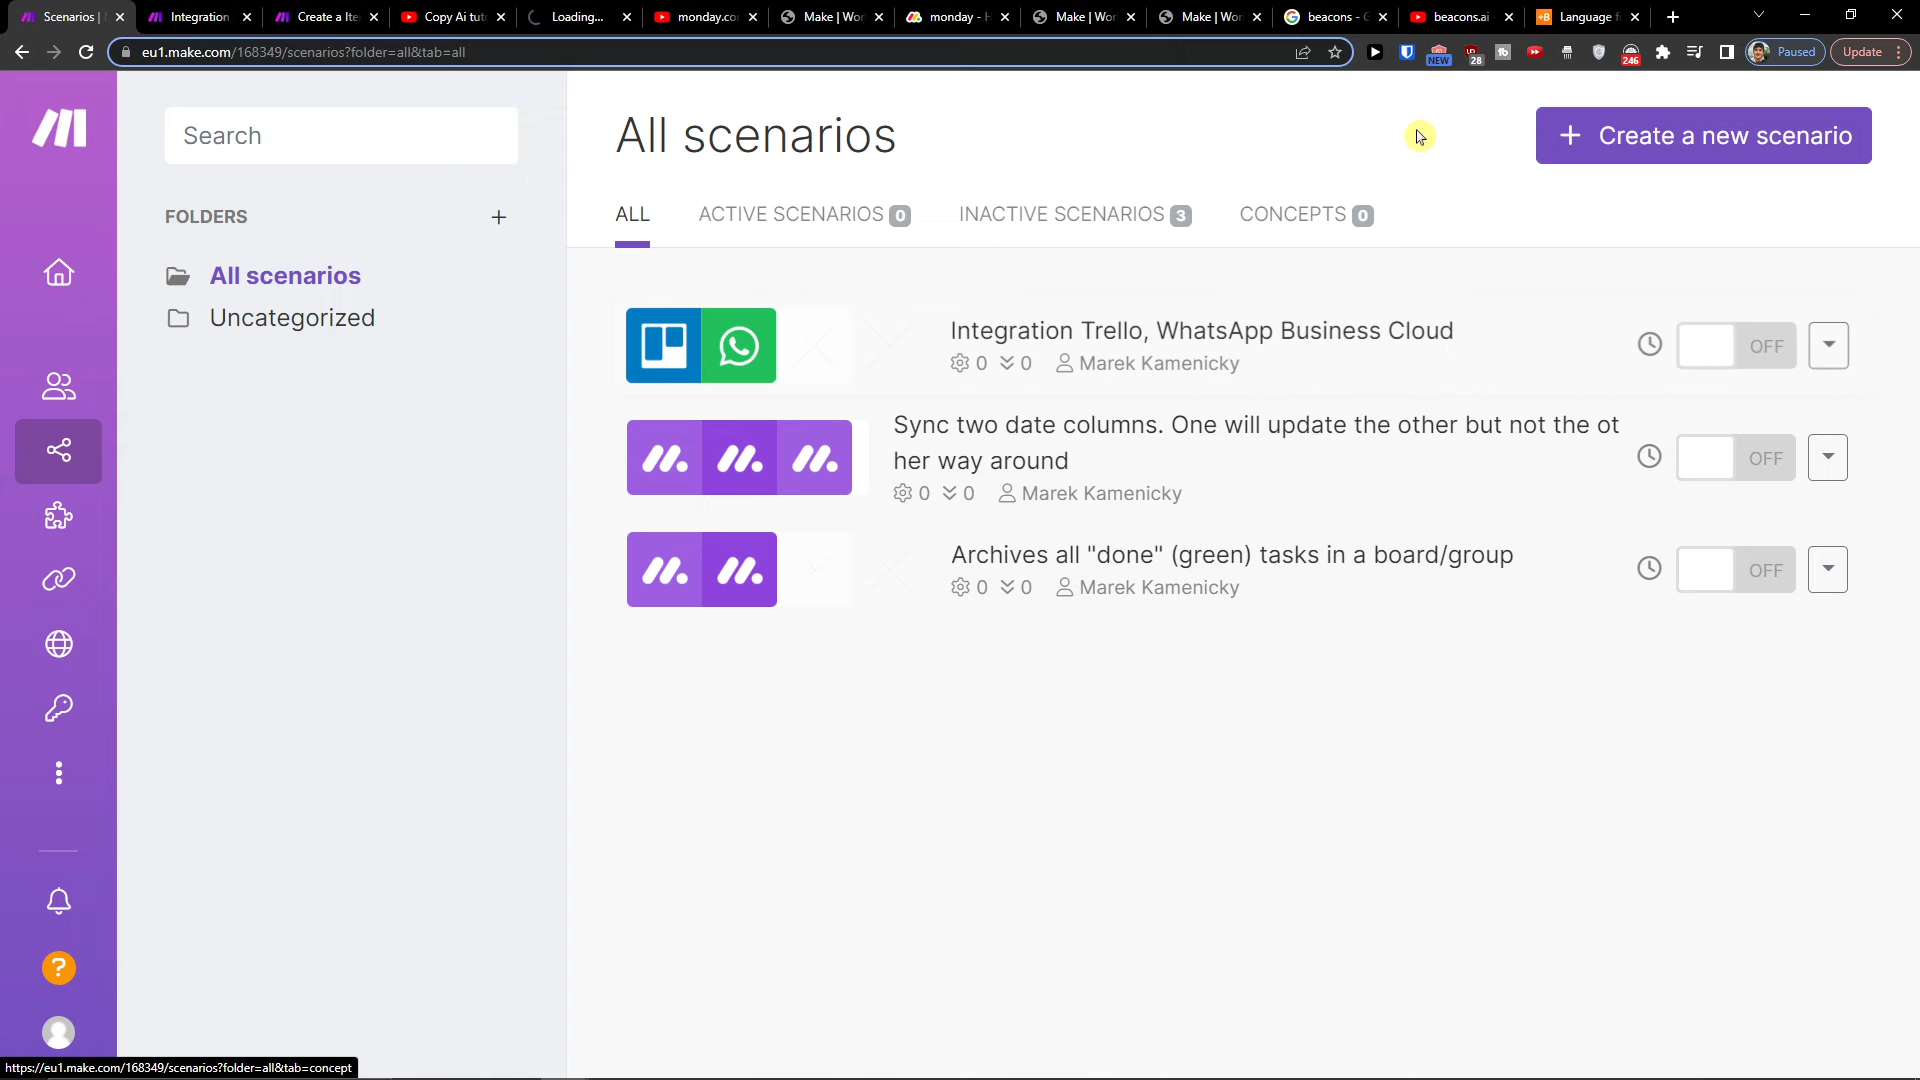 Scenarios |
Integration
Create a Ite
Copy Ai tut
Loading...
monday.co
Make | Wor
monday - H
Make | Wor
Make | Wor
beacons - G
beacons.ai
Language f
eu1.make.com/168349/scenarios?folder=all&tab=all
NEW
28
246
Paused
Update
Search
FOLDERS
All scenarios
Uncategorized
All scenarios
Create a new scenario
ALL
ACTIVE SCENARIOS 0
INACTIVE SCENARIOS 3
CONCEPTS 0
Integration Trello, WhatsApp Business Cloud
0 0 Marek Kamenicky
OFF
Sync two date columns. One will update the other but not the ot
her way around
0 0 Marek Kamenicky
OFF
Archives all "done" (green) tasks in a board/group
0 0 Marek Kamenicky
OFF
?
https://eu1.make.com/168349/scenarios?folder=all&tab=concept